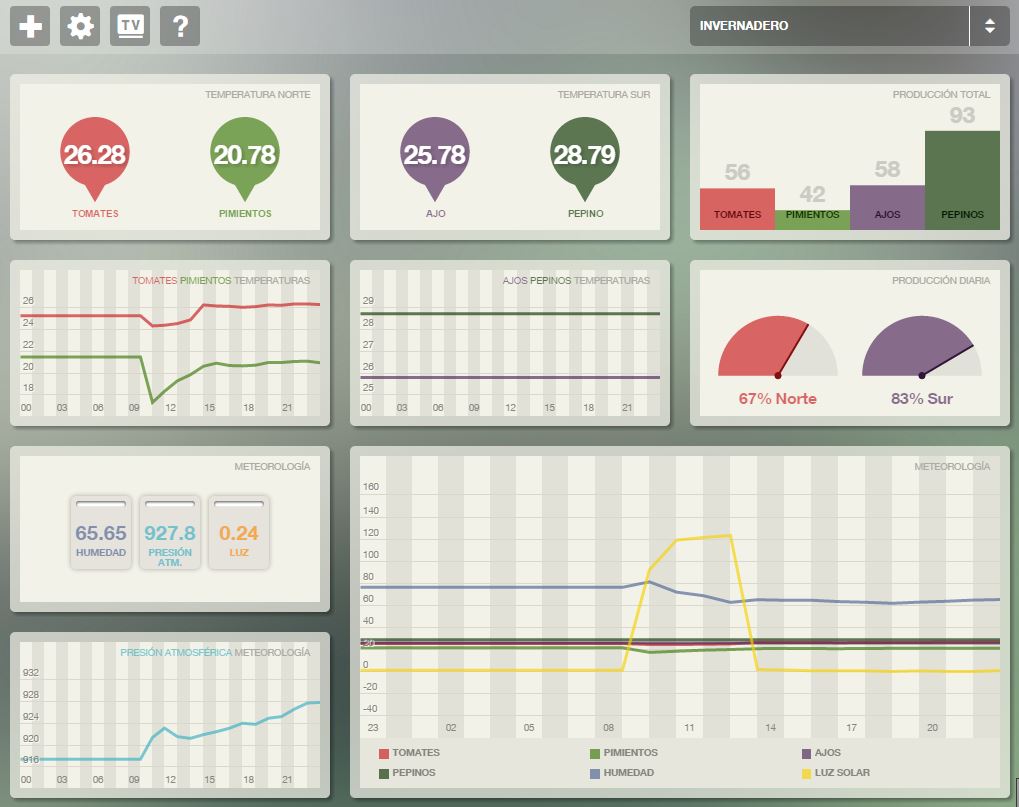 TV
?
INVERNADERO
TEMPERATURA NORTE
26.28
20.78
TOMATES
PIMIENTOS
TEMPERATURA SUR
25.78
28.79
AJO
PEPINO
PRODUCCIÓN TOTAL
56
42
58
93
TOMATES
PIMIENTOS
AJOS
PEPINOS
TOMATES PIMIENTOS TEMPERATURAS
26
24
22
20
18
00 03 06 09 12 15 18 21
AJOS PEPINOS TEMPERATURAS
29
28
27
26
25
00 03 06 09 12 15 18 21
PRODUCCIÓN DIARIA
67% Norte
83% Sur
METEOROLOGÍA
65.65
HUMEDAD
927.8
PRESIÓN
ATM.
0.24
LUZ
METEOROLOGÍA
160
140
120
100
80
60
40
20
0
-20
-40
23 02 05 08 11 14 17 20
TOMATES PIMIENTOS AJOS
PEPINOS HUMEDAD LUZ SOLAR
PRESIÓN ATMOSFÉRICA METEOROLOGÍA
932
928
924
920
916
00 03 06 09 12 15 18 21